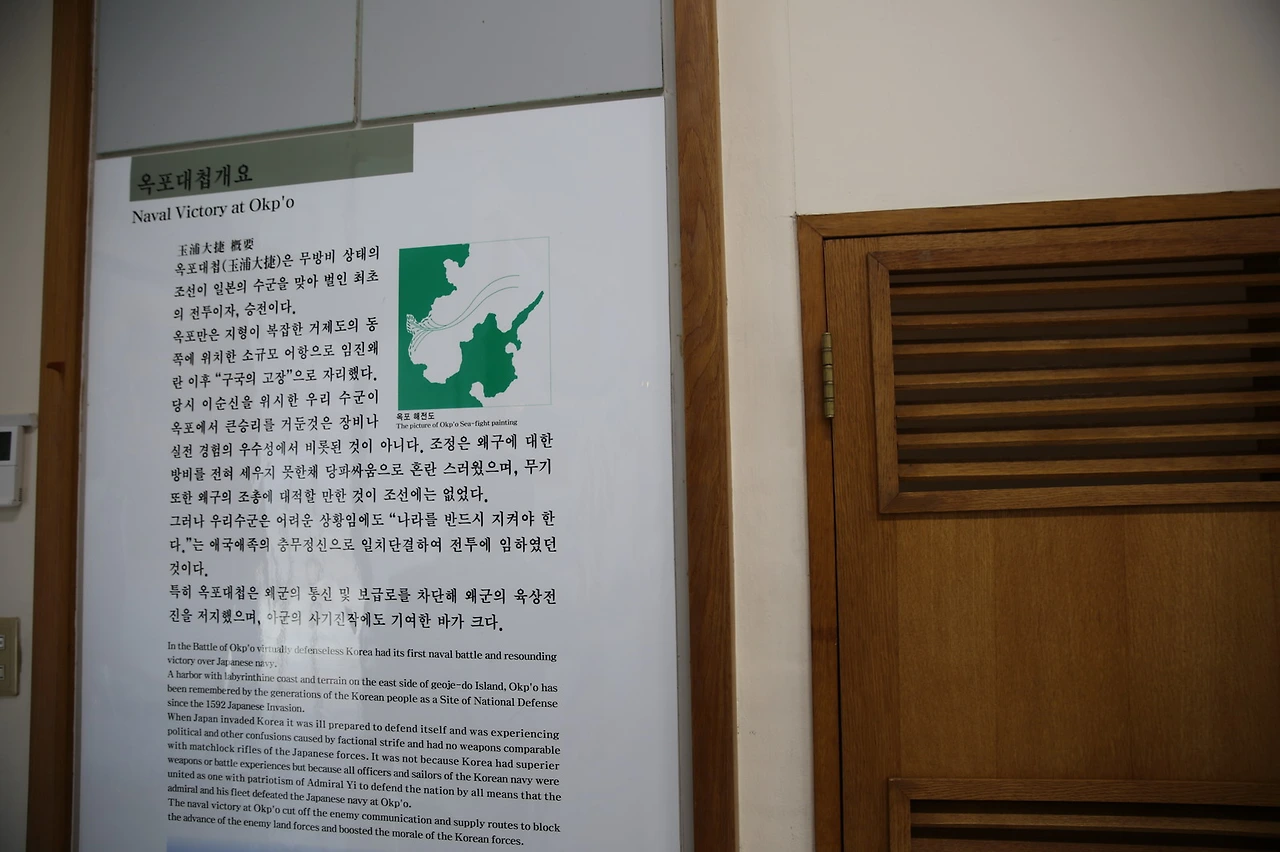 옥포대첩개요
Naval Victory at Okp'o
玉浦大捷 槪要
옥포대첩(玉浦大捷)은 무방비 상태의
조선이 일본의 수군을 맞아 벌인 최초
의 전투이자, 승전이다.
옥포만은 지형이 복잡한 거제도의 동
쪽에 위치한 소규모 어항으로 임진왜
란 이후 “구국의 고장”으로 자리했다.
당시 이순신을 위시한 우리 수군이
옥포에서 큰승리를 거둔것은 장비나
실전 경험의 우수성에서 비롯된 것이 아니다. 조정은 왜구에 대한
방비를 전혀 세우지 못한채 당파싸움으로 혼란 스러웠으며, 무기
또한 왜구의 조총에 대적할 만한 것이 조선에는 없었다.
그러나 우리수군은 어려운 상황임에도 “나라를 반드시 지켜야 한
다.”는 애국애족의 충무정신으로 일치단결하여 전투에 임하였던
것이다.
특히 옥포대첩은 왜군의 통신 및 보급로를 차단해 왜군의 육상전
진을 저지했으며, 아군의 사기진작에도 기여한 바가 크다.
옥포 해전도
The picture of Okp'o Sea-fight painting
In the Battle of Okp'o virtually defenseless Korea had its first naval battle and resounding
victory over Japanese navy.
A harbor with labyrinthine coast and terrain on the east side of geoje-do Island, Okp'o has
been remembered by the generations of the Korean people as a Site of National Defense
since the 1592 Japanese Invasion.
When Japan invaded Korea it was ill prepared to defend itself and was experiencing
political and other confusions caused by factional strife and had no weapons comparable
with matchlock rifles of the Japanese forces. It was not because Korea had superier
weapons or battle experiences but because all officers and sailors of the Korean navy were
united as one with patriotism of Admiral Yi to defend the nation by all means that the
admiral and his fleet defeated the Japanese navy at Okp'o.
The naval victory at Okp'o cut off the enemy communication and supply routes to block
the advance of the enemy land forces and boosted the morale of the Korean forces.